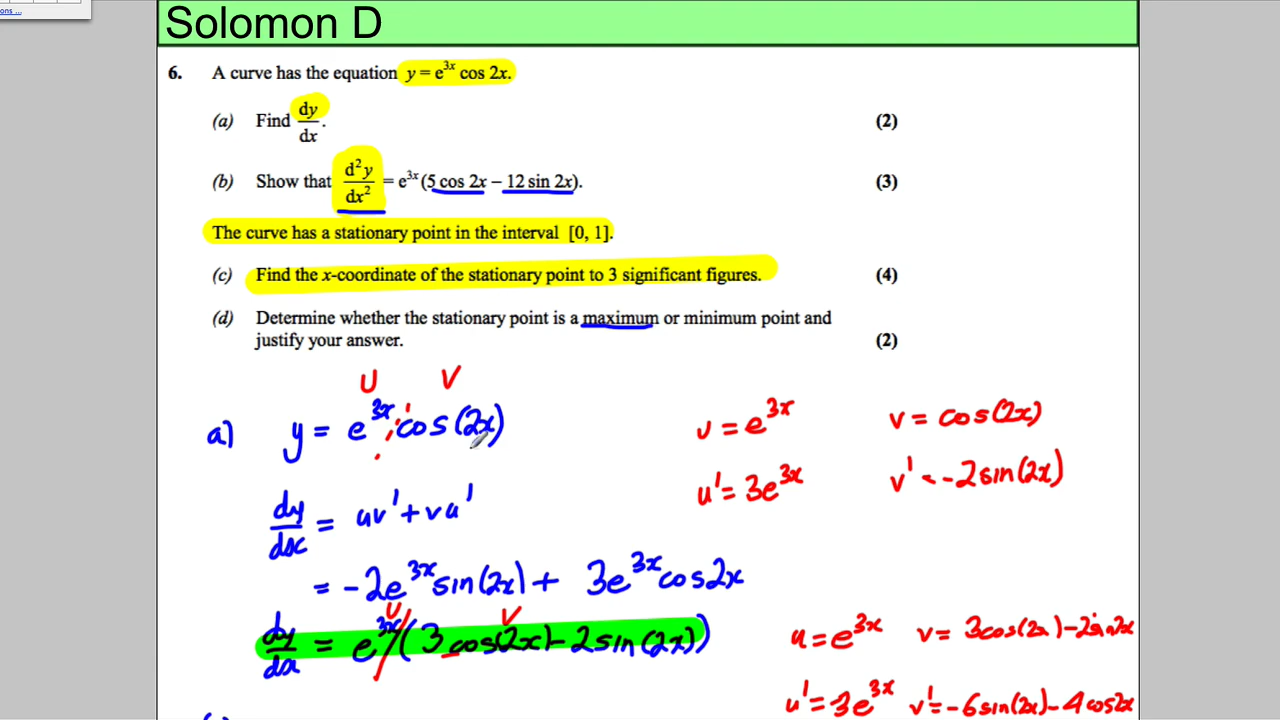 ons ...
Solomon D
6. A curve has the equation y = e^{3x} cos 2x.
(a) Find dy/dx. (2)
(b) Show that d²y/dx² = e^{3x}(5 cos 2x – 12 sin 2x). (3)
The curve has a stationary point in the interval [0, 1].
(c) Find the x-coordinate of the stationary point to 3 significant figures. (4)
(d) Determine whether the stationary point is a maximum or minimum point and
justify your answer. (2)
U V
a) y = e^{3x} cos(2x) u = e^{3x} v = cos(2x)
u' = 3e^{3x} v' = -2sin(2x)
dy/dx = uv' + vu'
= -2e^{3x}sin(2x) + 3e^{3x}cos2x
U V
dy/dx = e^{3x}(3cos(2x) - 2sin(2x)) u = e^{3x} v = 3cos(2x) - 2sin2x
u' = 3e^{3x} v' = -6sin(2x) - 4cos2x